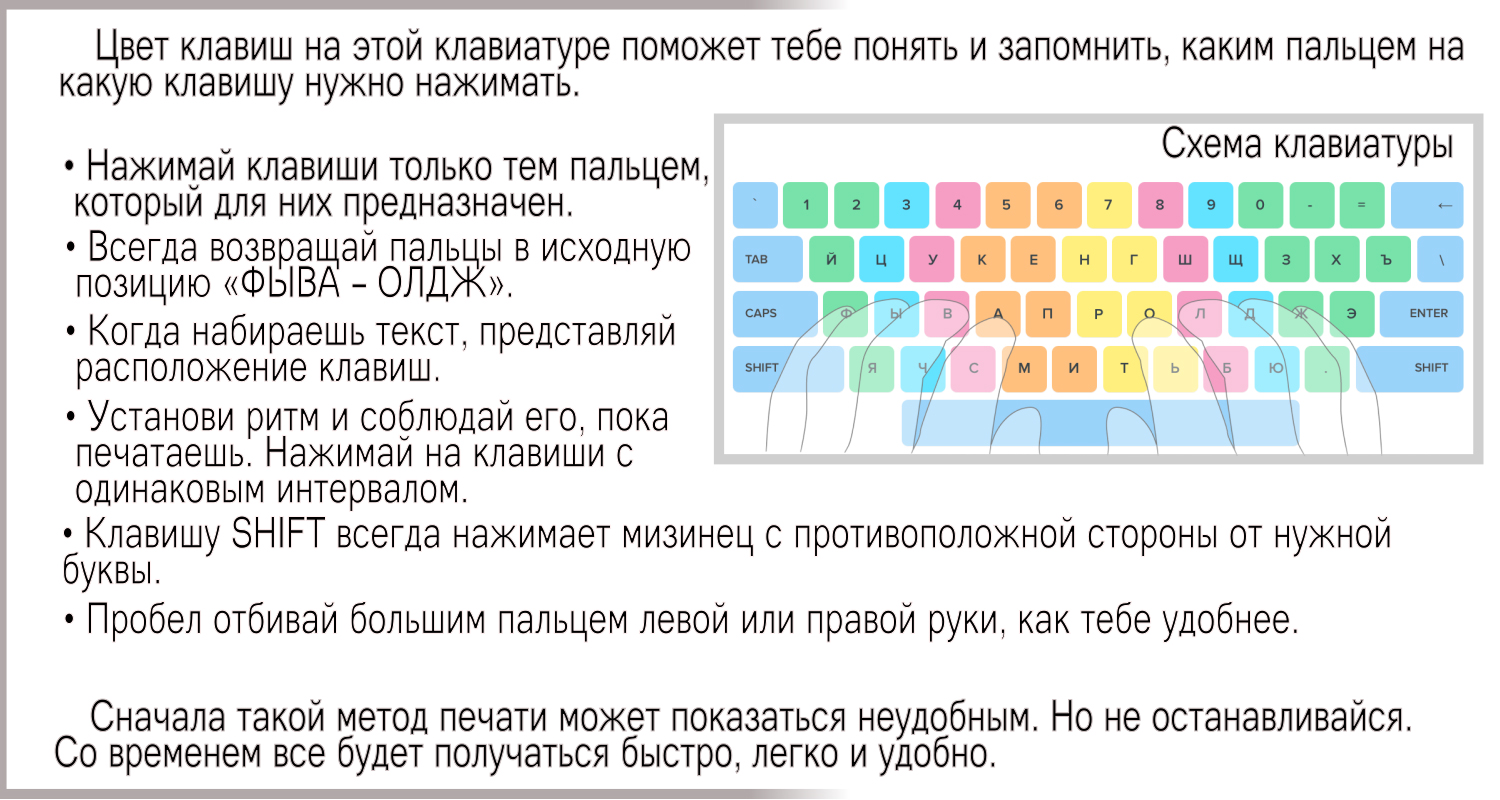 Цвет клавиш на этой клавиатуре поможет тебе понять и запомнить, каким пальцем на
какую клавишу нужно нажимать.
• Нажимай клавиши только тем пальцем,
который для них предназначен.
• Всегда возвращай пальцы в исходную
позицию «ФЫВА – ОЛДЖ».
• Когда набираешь текст, представляй
расположение клавиш.
• Установи ритм и соблюдай его, пока
печатаешь. Нажимай на клавиши с
одинаковым интервалом.
• Клавишу SHIFT всегда нажимает мизинец с противоположной стороны от нужной
буквы.
• Пробел отбивай большим пальцем левой или правой руки, как тебе удобнее.
Схема клавиатуры
` 1 2 3 4 5 6 7 8 9 0 - = ←
TAB Й Ц У К Е Н Г Ш Щ З Х Ъ \
CAPS Ф Ы В А П Р О Л Д Ж Э ENTER
SHIFT Я Ч С М И Т Ь Б Ю . SHIFT
Сначала такой метод печати может показаться неудобным. Но не останавливайся.
Со временем все будет получаться быстро, легко и удобно.